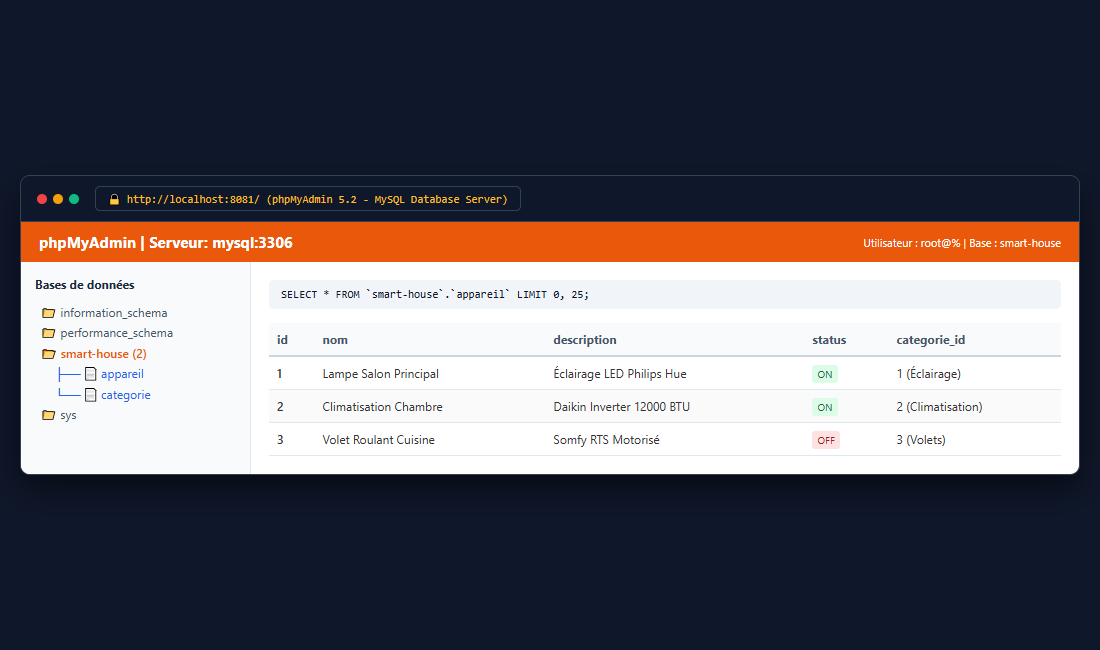 http://localhost:8081/ (phpMyAdmin 5.2 - MySQL Database Server)
phpMyAdmin | Serveur: mysql:3306
Utilisateur : root@% | Base : smart-house
Bases de données
information_schema
performance_schema
smart-house (2)
├── appareil
└── categorie
sys
SELECT * FROM `smart-house`.`appareil` LIMIT 0, 25;
id nom description status categorie_id
1 Lampe Salon Principal Éclairage LED Philips Hue ON 1 (Éclairage)
2 Climatisation Chambre Daikin Inverter 12000 BTU ON 2 (Climatisation)
3 Volet Roulant Cuisine Somfy RTS Motorisé OFF 3 (Volets)